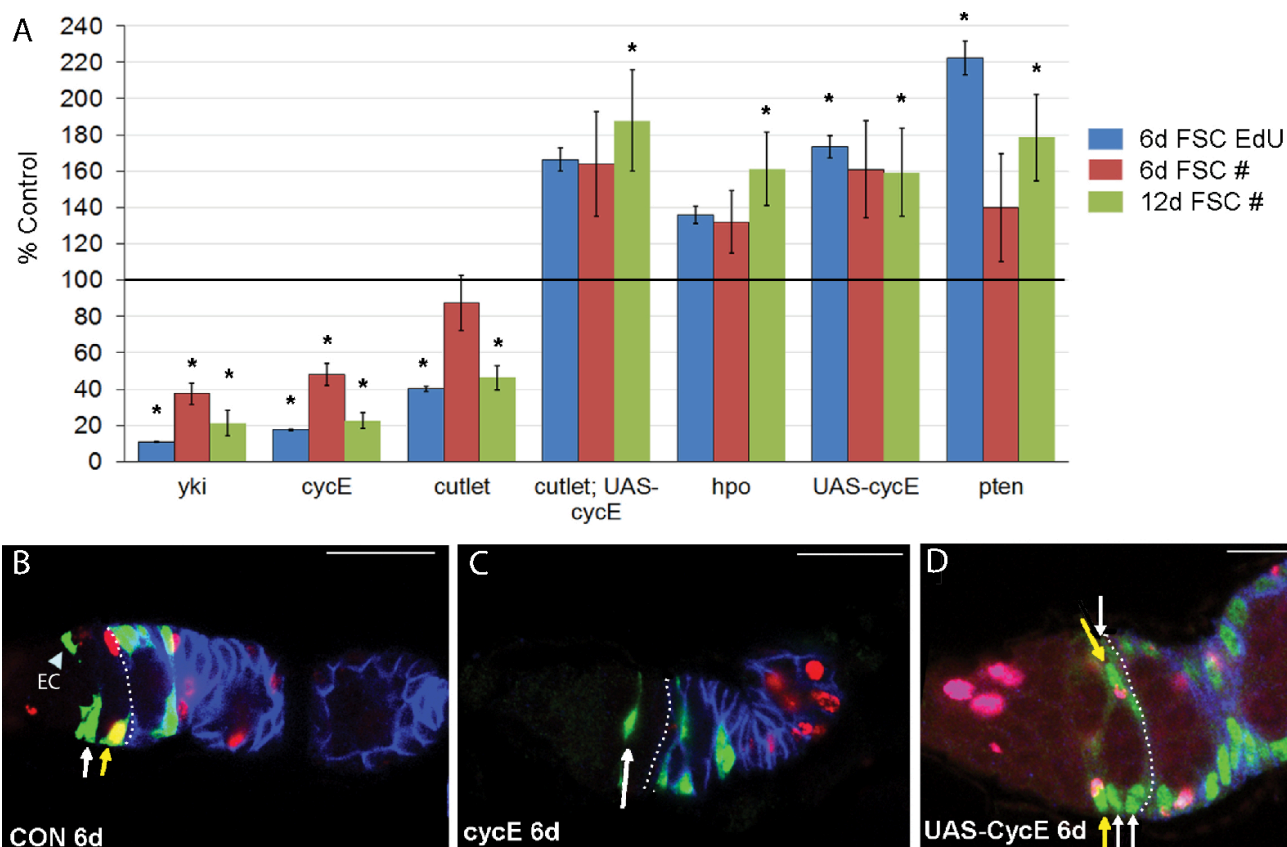 A
% Control
240
220
200
180
160
140
120
100
80
60
40
20
0
* * *
* * *
* *
*
*
* *
* *
yki
cycE
cutlet
cutlet; UAS-
cycE
hpo
UAS-cycE
pten
6d FSC EdU
6d FSC #
12d FSC #
B
EC
CON 6d
C
cycE 6d
D
UAS-CycE 6d